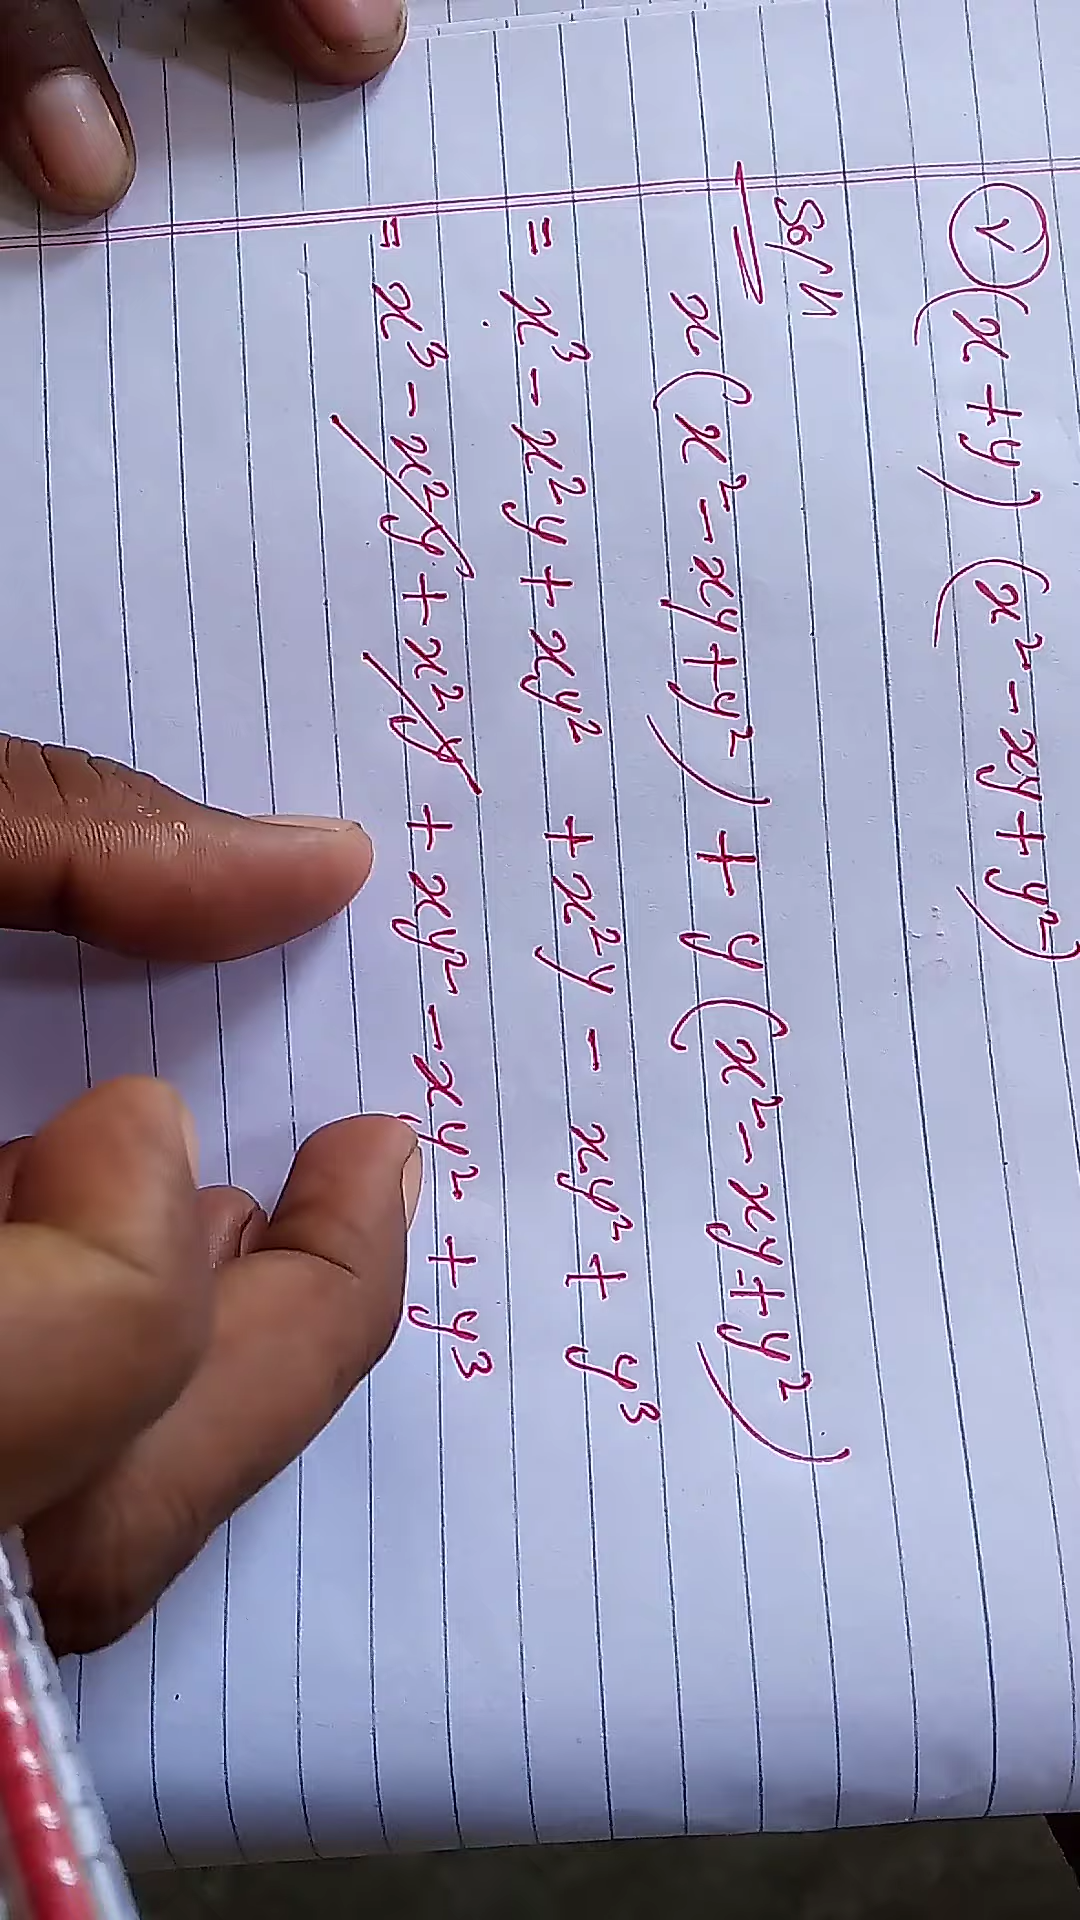 (v) (x + y) (x² - xy + y²)
Soln
x(x² - xy + y²) + y(x² - xy + y²)
= x³ - x²y + xy² + x²y - xy² + y³
= x³ - x²y + x²y + xy² - xy² + y³